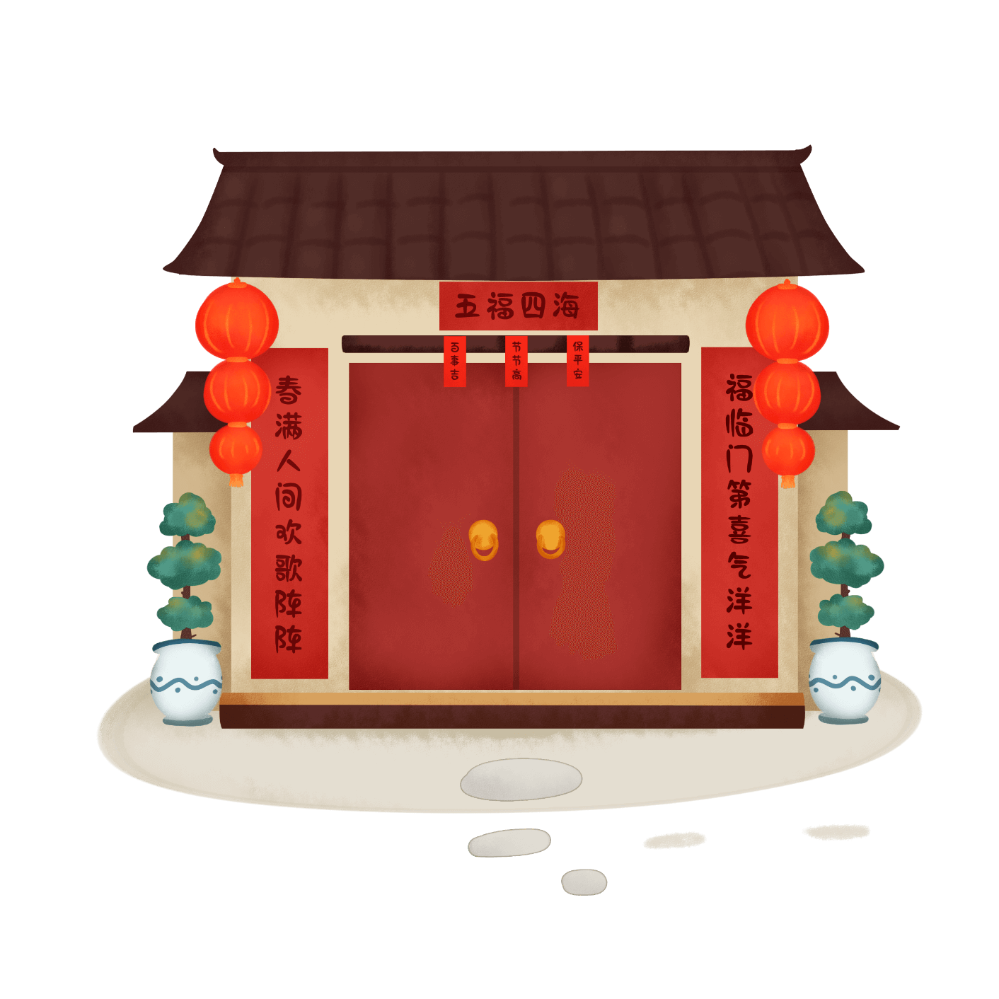 五福四海
百事吉
节节高
保平安
春满人间欢歌阵阵
福临门第喜气洋洋